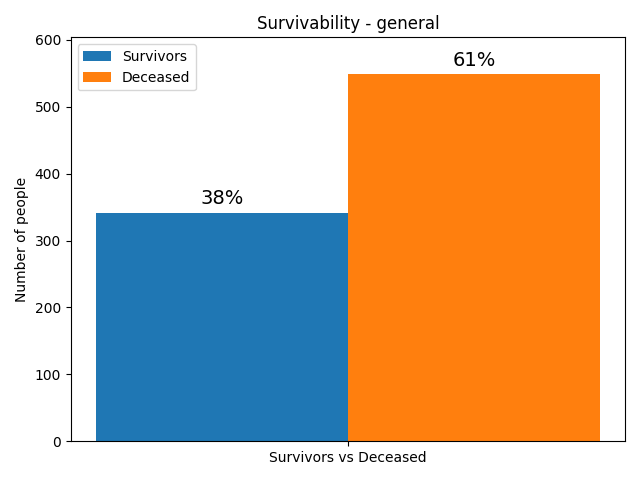 Survivability - general
Survivors
Deceased
61%
38%
Number of people
600
500
400
300
200
100
0
Survivors vs Deceased